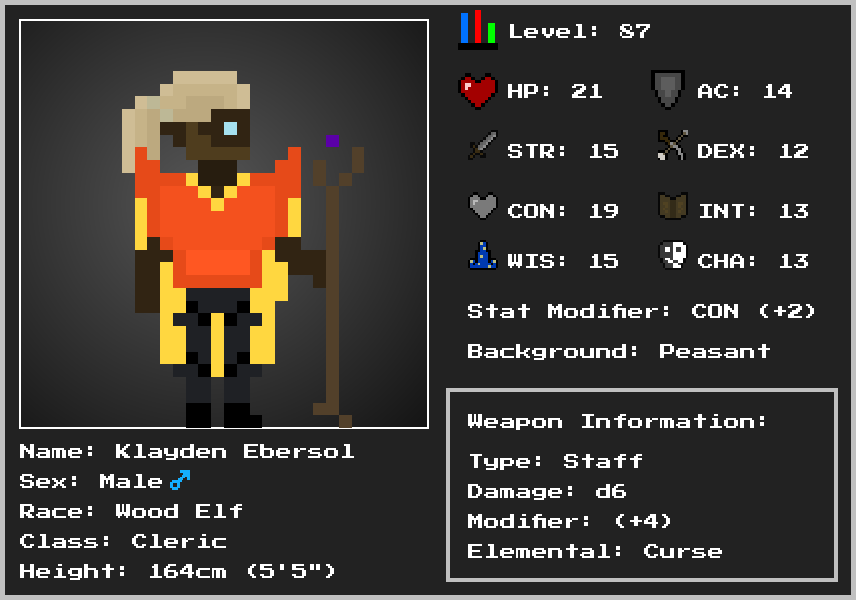 Level: 87
HP: 21 AC: 14
STR: 15 DEX: 12
CON: 19 INT: 13
WIS: 15 CHA: 13
Stat Modifier: CON (+2)
Background: Peasant
Weapon Information:
Type: Staff
Damage: d6
Modifier: (+4)
Elemental: Curse
Name: Klayden Ebersol
Sex: Male ♂
Race: Wood Elf
Class: Cleric
Height: 164cm (5'5")